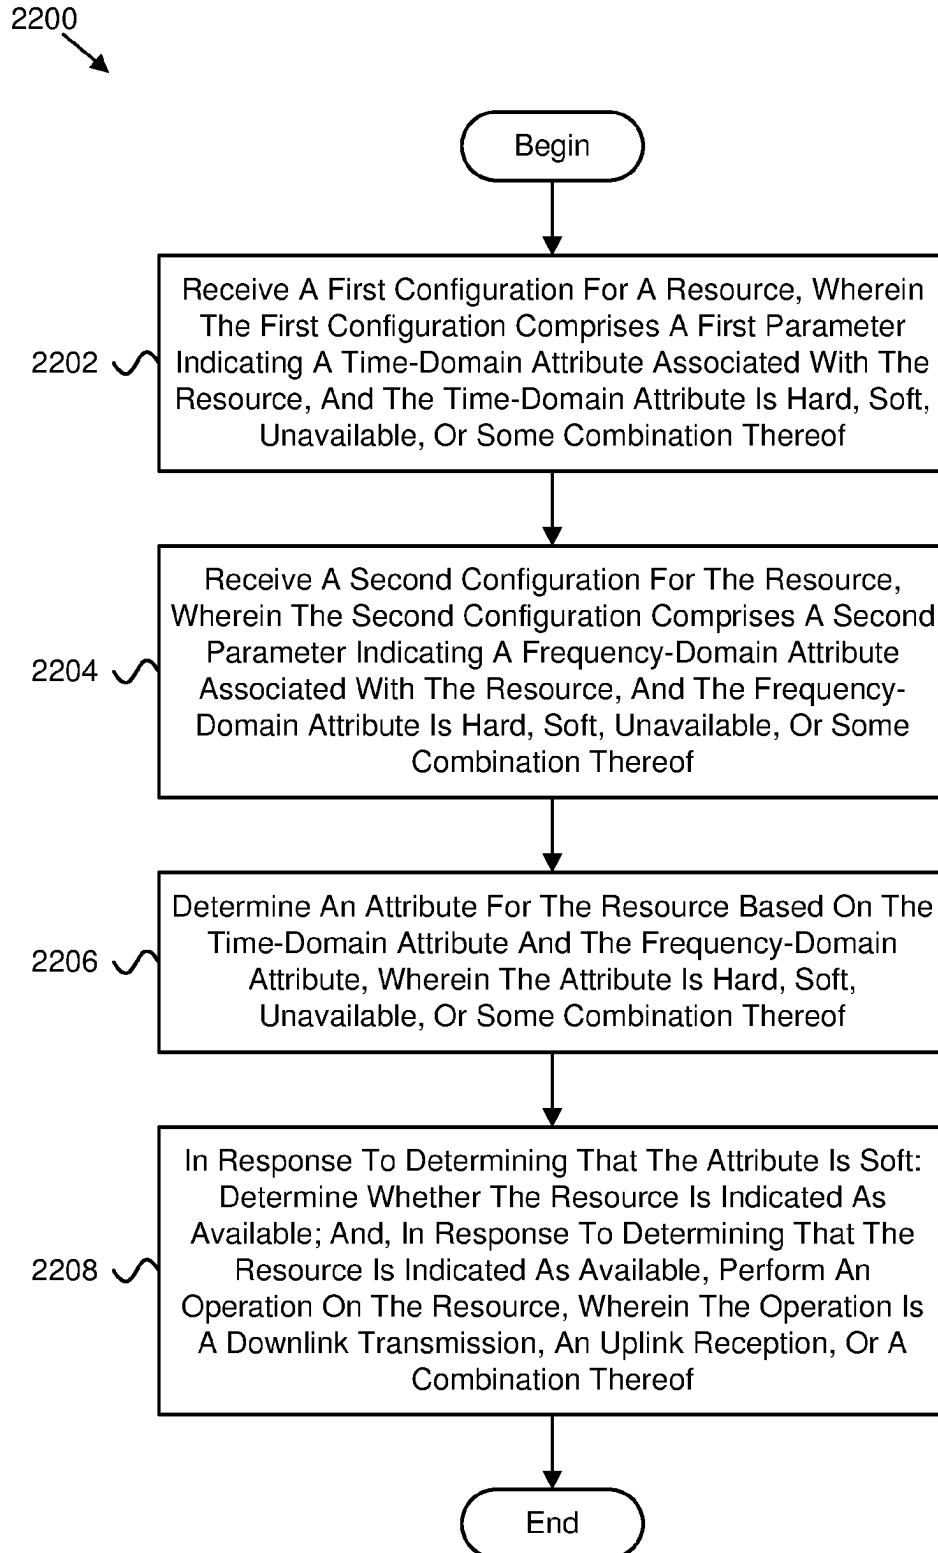 2200
Begin
2202
Receive A First Configuration For A Resource, Wherein
The First Configuration Comprises A First Parameter
Indicating A Time-Domain Attribute Associated With The
Resource, And The Time-Domain Attribute Is Hard, Soft,
Unavailable, Or Some Combination Thereof
2204
Receive A Second Configuration For The Resource,
Wherein The Second Configuration Comprises A Second
Parameter Indicating A Frequency-Domain Attribute
Associated With The Resource, And The Frequency-
Domain Attribute Is Hard, Soft, Unavailable, Or Some
Combination Thereof
2206
Determine An Attribute For The Resource Based On The
Time-Domain Attribute And The Frequency-Domain
Attribute, Wherein The Attribute Is Hard, Soft,
Unavailable, Or Some Combination Thereof
2208
In Response To Determining That The Attribute Is Soft:
Determine Whether The Resource Is Indicated As
Available; And, In Response To Determining That The
Resource Is Indicated As Available, Perform An
Operation On The Resource, Wherein The Operation Is
A Downlink Transmission, An Uplink Reception, Or A
Combination Thereof
End